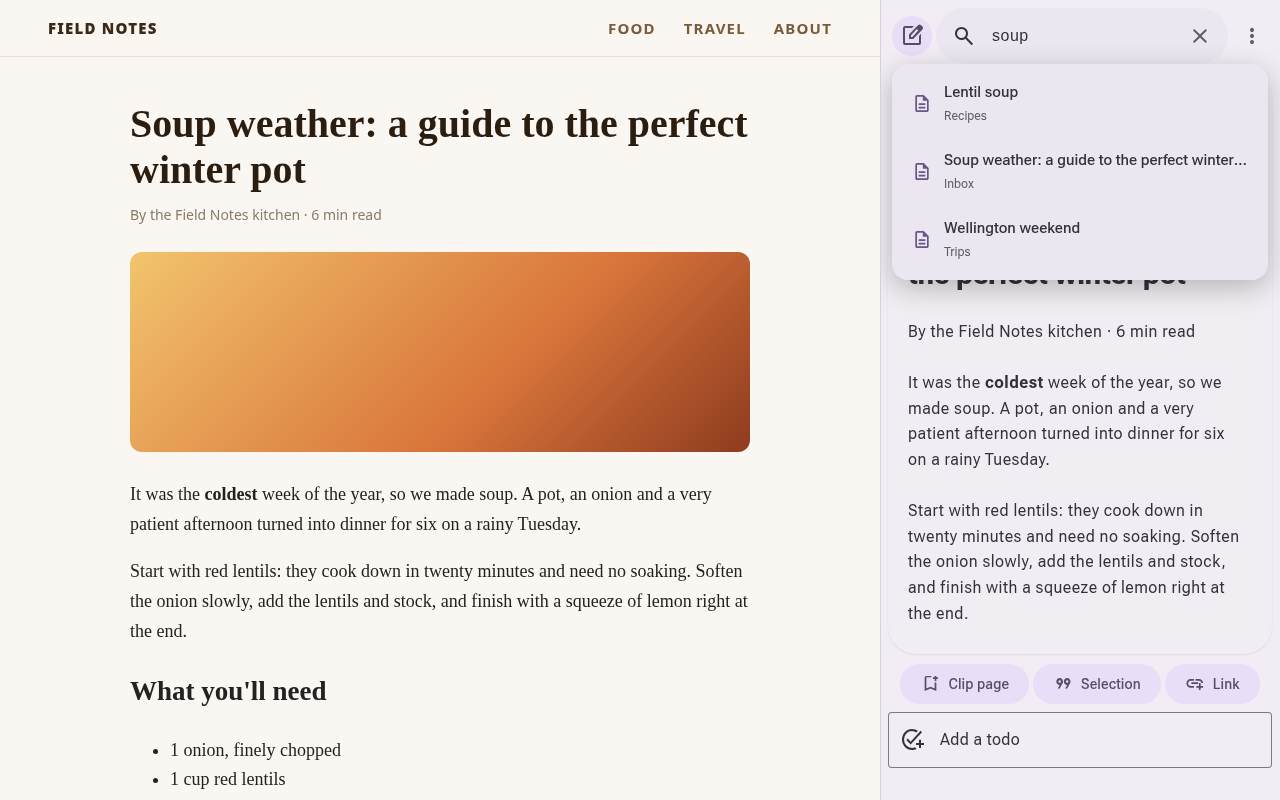 FIELD NOTES
FOOD TRAVEL ABOUT
Soup weather: a guide to the perfect
winter pot
By the Field Notes kitchen · 6 min read
It was the coldest week of the year, so we made soup. A pot, an onion and a very
patient afternoon turned into dinner for six on a rainy Tuesday.
Start with red lentils: they cook down in twenty minutes and need no soaking. Soften
the onion slowly, add the lentils and stock, and finish with a squeeze of lemon right at
the end.
What you'll need
1 onion, finely chopped
1 cup red lentils
soup
Lentil soup
Recipes
Soup weather: a guide to the perfect winter…
Inbox
Wellington weekend
Trips
the perfect winter pot
By the Field Notes kitchen · 6 min read
It was the coldest week of the year, so we
made soup. A pot, an onion and a very
patient afternoon turned into dinner for six
on a rainy Tuesday.
Start with red lentils: they cook down in
twenty minutes and need no soaking. Soften
the onion slowly, add the lentils and stock,
and finish with a squeeze of lemon right at
the end.
Clip page
Selection
Link
Add a todo